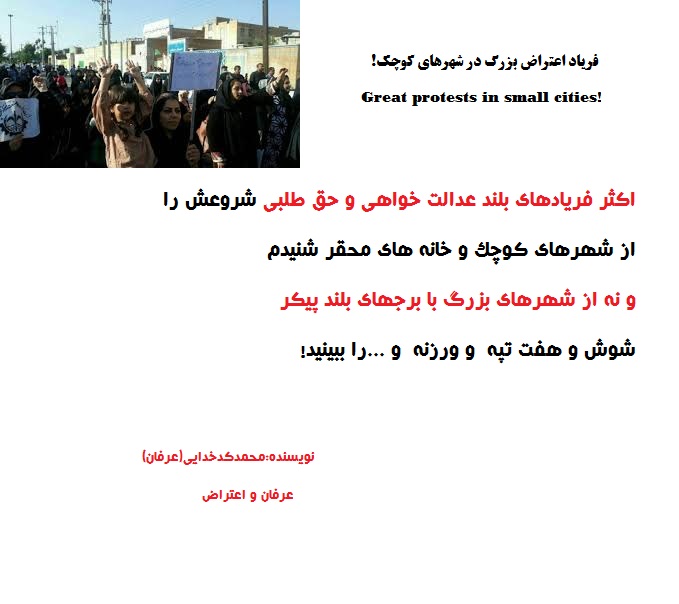 فریاد اعتراض بزرگ در شهرهای کوچک!
Great protests in small cities!
اکثر فریادهای بلند عدالت خواهی و حق طلبی شروعش را
از شهرهای کوچک و خانه های محقر شنیدم
و نه از شهرهای بزرگ با برجهای بلند پیکر
شوش و هفت تپه و ورزنه و ...را ببینید!
نویسنده:محمدکدخدایی(عرفان)
عرفان و اعتراض